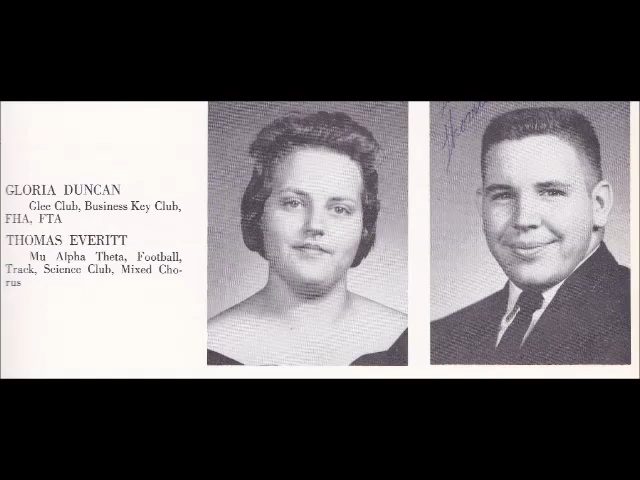 GLORIA DUNCAN
Glee Club, Business Key Club,
FHA, FTA
THOMAS EVERITT
Mu Alpha Theta, Football,
Track, Science Club, Mixed Cho-
rus